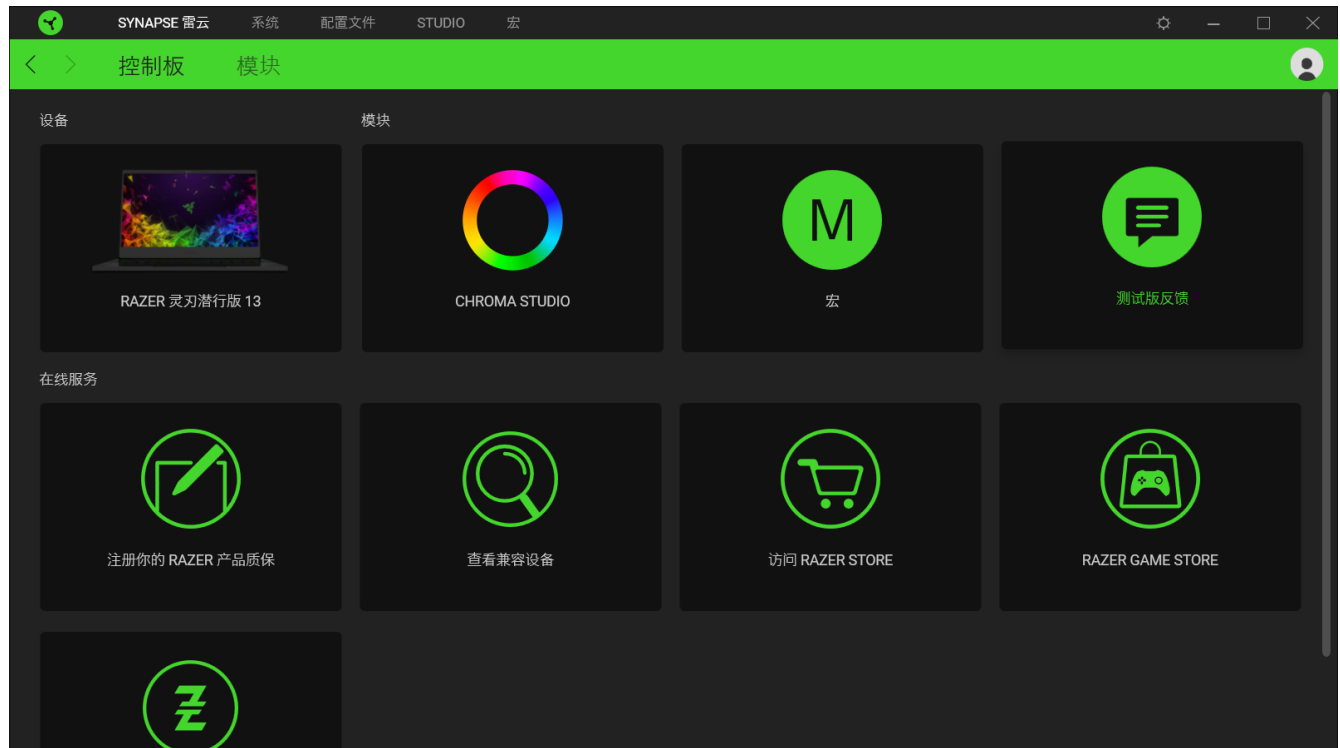 SYNAPSE 雷云 系统 配置文件 STUDIO 宏
控制板 模块
设备 模块
RAZER 灵刃潜行版 13
CHROMA STUDIO
M
宏
测试版反馈
在线服务
注册你的 RAZER 产品质保
查看兼容设备
访问 RAZER STORE
RAZER GAME STORE